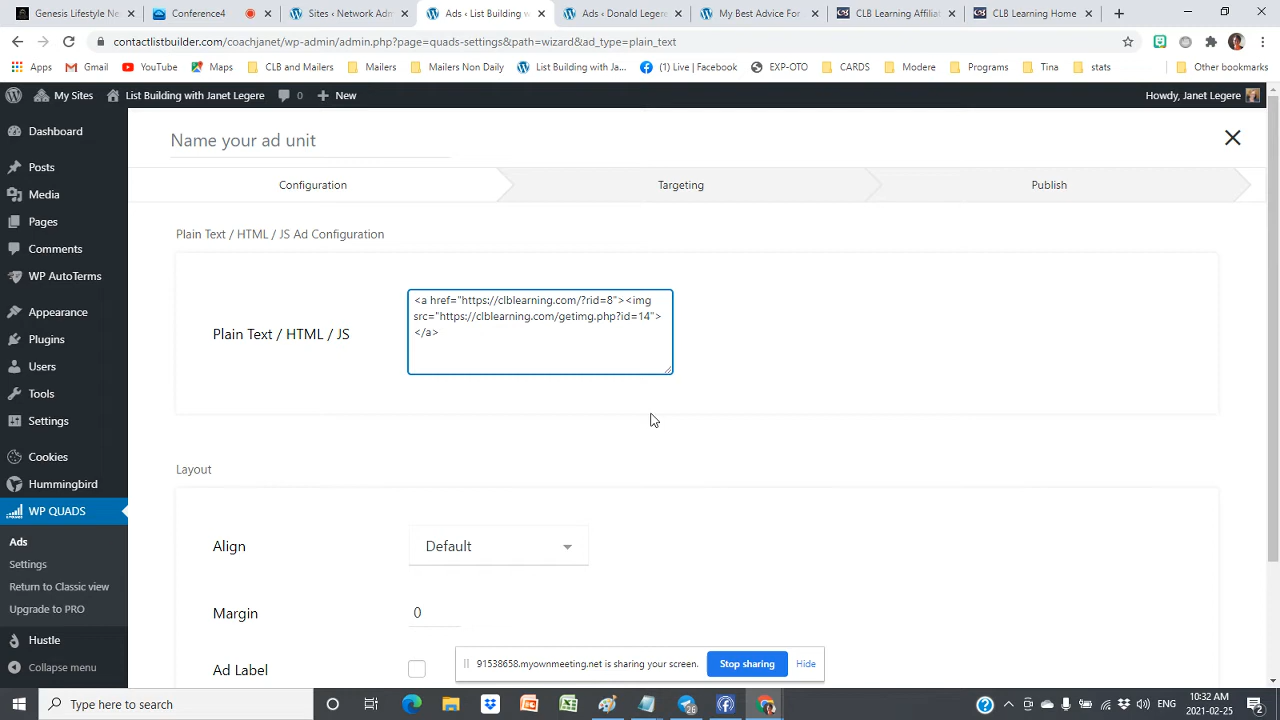 Genesis Lifestyle Ne
Conference4
Sites ‹ Network Adm
Ads ‹ List Building w
Ads ‹ Donald Legere
My Best Advice For
CLB Learning Affilia
CLB Learning Home
contactlistbuilder.com/coachjanet/wp-admin/admin.php?page=quads-settings&path=wizard&ad_type=plain_text
Apps
Gmail
YouTube
Maps
CLB and Mailers
Mailers
Mailers Non Daily
List Building with Ja...
(1) Live | Facebook
EXP-OTO
CARDS
Modere
Programs
Tina
stats
Other bookmarks
My Sites
List Building with Janet Legere
0
New
Howdy, Janet Legere
Dashboard
Posts
Media
Pages
Comments
WP AutoTerms
Appearance
Plugins
Users
Tools
Settings
Cookies
Hummingbird
WP QUADS
Ads
Settings
Return to Classic view
Upgrade to PRO
Hustle
Collapse menu
Name your ad unit
Configuration
Targeting
Publish
Plain Text / HTML / JS Ad Configuration
Plain Text / HTML / JS
<a href="https://clblearning.com/?rid=8"><img
src="https://clblearning.com/getimg.php?id=14">
</a>
Layout
Align
Default
Margin
0
Ad Label
91538658.myownmeeting.net is sharing your screen.
Stop sharing
Hide
Type here to search
26
ENG
10:32 AM
2021-02-25
2